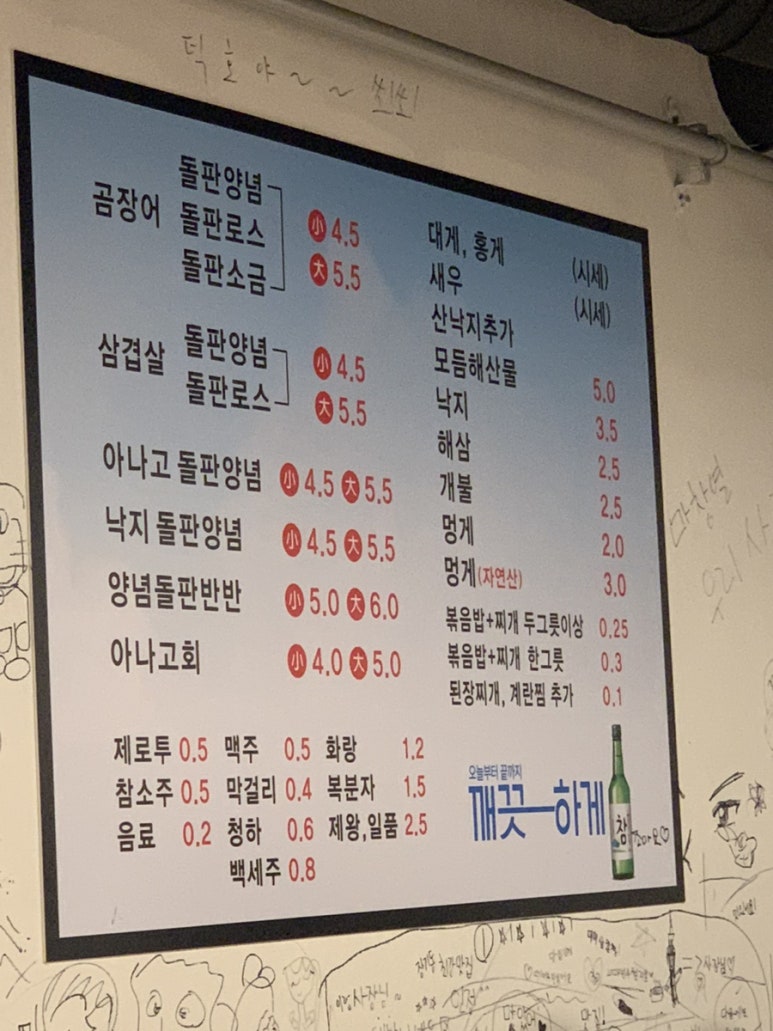 턱호야~~ 씨씨
곰장어
돌판양념
돌판로스
돌판소금
小 4.5
大 5.5
삼겹살
돌판양념
돌판로스
小 4.5
大 5.5
아나고 돌판양념 小 4.5 大 5.5
낙지 돌판양념 小 4.5 大 5.5
양념돌판반반 小 5.0 大 6.0
아나고회 小 4.0 大 5.0
대게, 홍게 (시세)
새우 (시세)
산낙지추가
모듬해산물 5.0
낙지 3.5
해삼 2.5
개불 2.5
멍게 2.0
멍게(자연산) 3.0
볶음밥+찌개 두그릇이상 0.25
볶음밥+찌개 한그릇 0.3
된장찌개, 계란찜 추가 0.1
제로투 0.5 맥주 0.5 화랑 1.2
참소주 0.5 막걸리 0.4 복분자 1.5
음료 0.2 청하 0.6 제왕,일품 2.5
백세주 0.8
오늘부터 끝까지
깨끗하게
참
우리 사
사장님